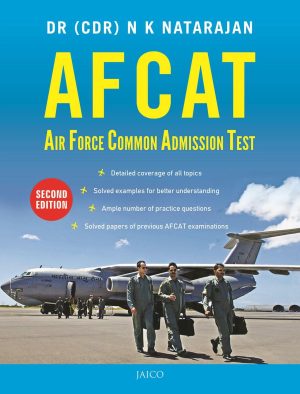 DR (CDR) N K NATARAJAN
AFCAT
AIR FORCE COMMON ADMISSION TEST
Detailed coverage of all topics
Solved examples for better understanding
Ample number of practice questions
Solved papers of previous AFCAT examinations
SECOND
EDITION
JAICO